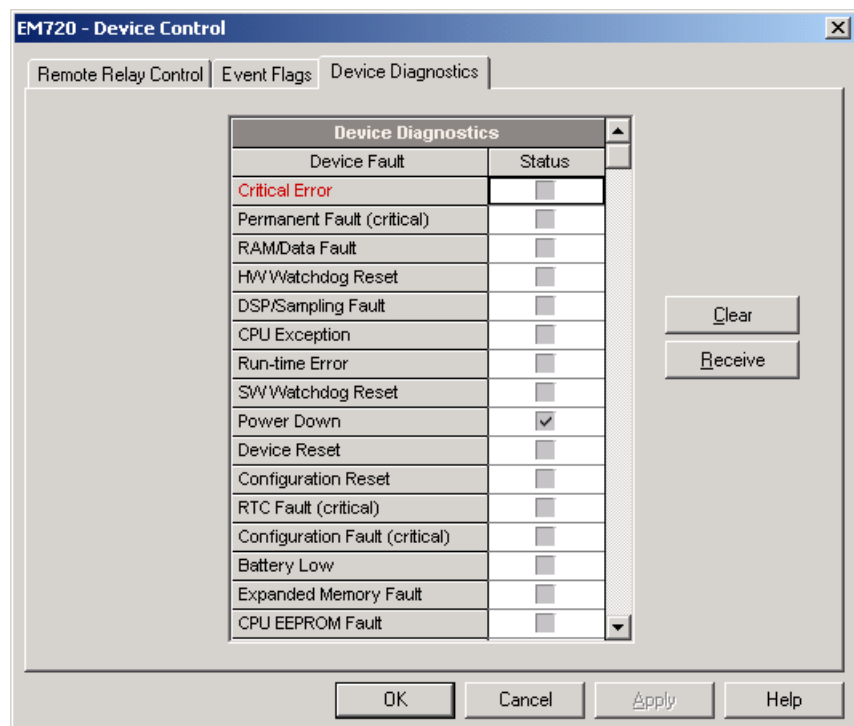 EM720 - Device Control
Remote Relay Control Event Flags Device Diagnostics
Device Diagnostics
Device Fault Status
Critical Error
Permanent Fault (critical)
RAM/Data Fault
HW Watchdog Reset
DSP/Sampling Fault
CPU Exception
Run-time Error
SW Watchdog Reset
Power Down
Device Reset
Configuration Reset
RTC Fault (critical)
Configuration Fault (critical)
Battery Low
Expanded Memory Fault
CPU EEPROM Fault
Clear
Receive
OK Cancel Apply Help